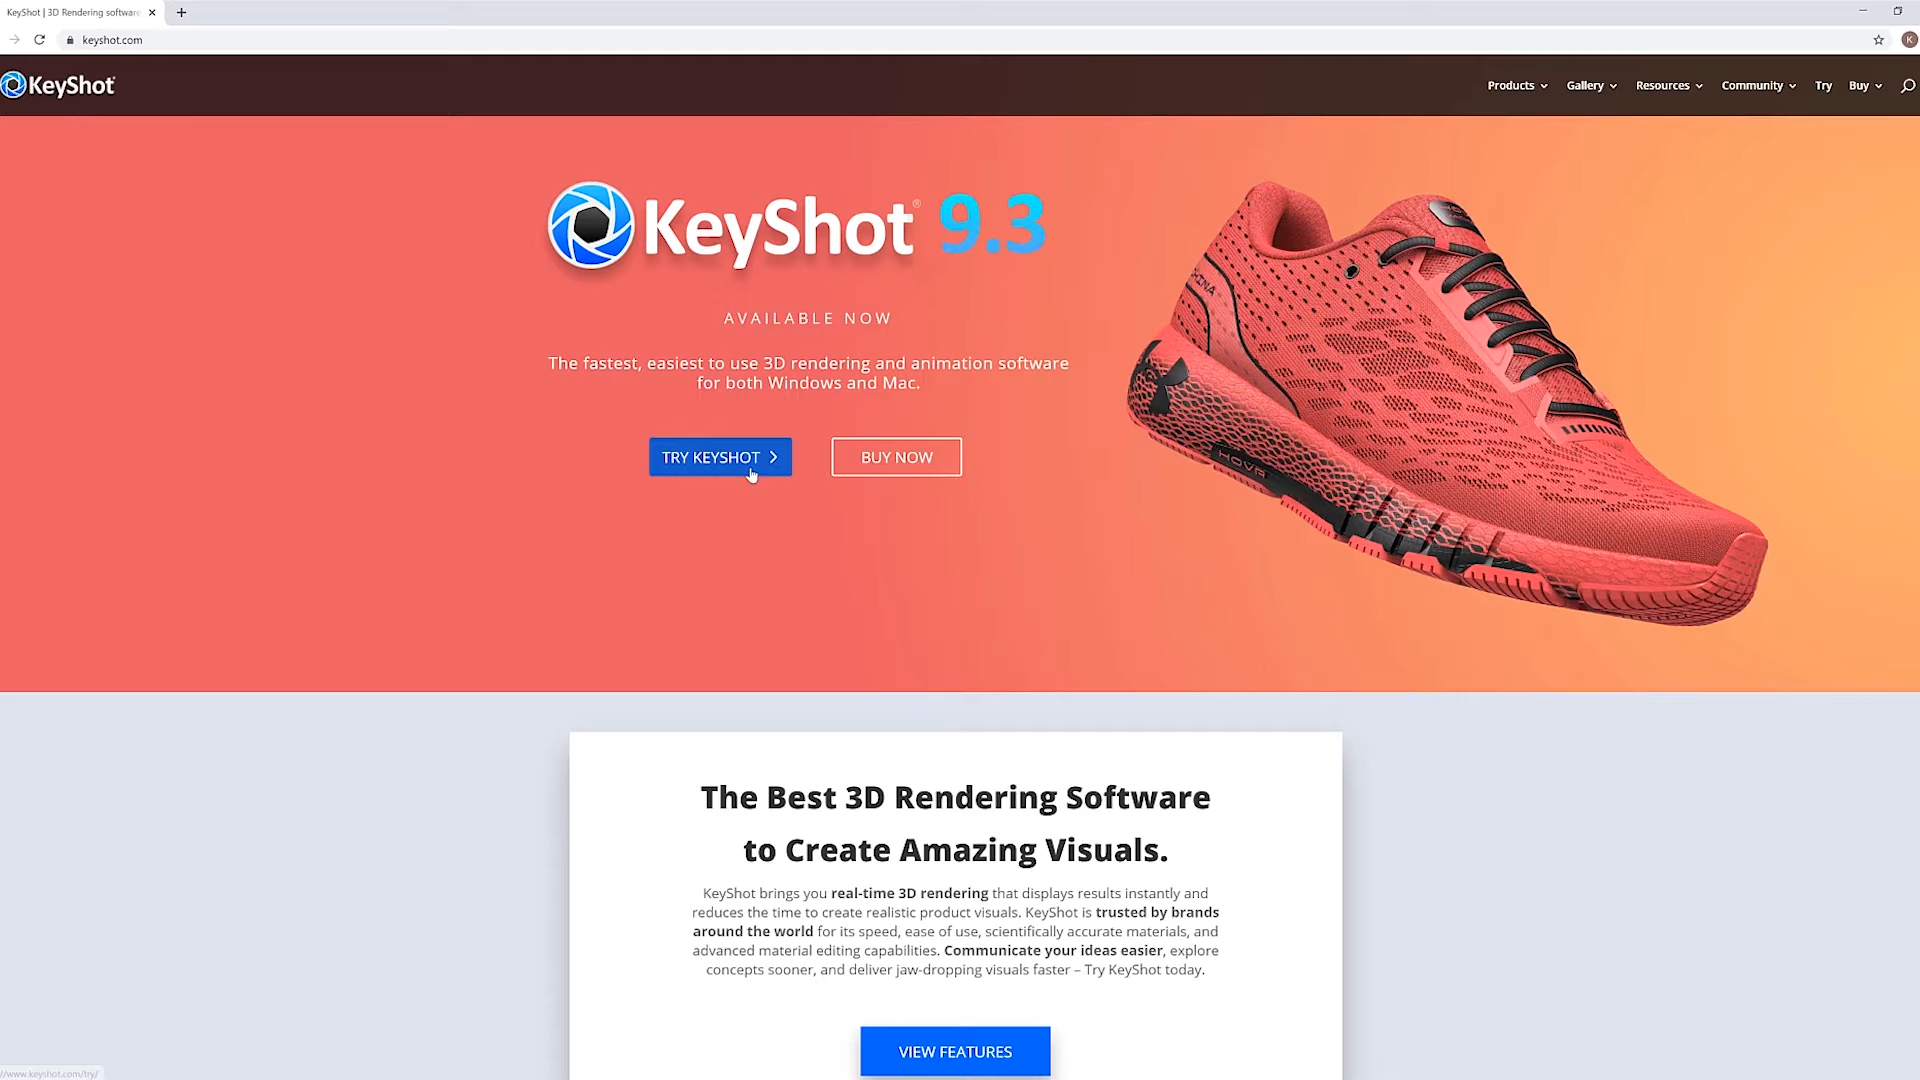 KeyShot | 3D Rendering software
keyshot.com
KeyShot®
Products
Gallery
Resources
Community
Try
Buy
KeyShot® 9.3
AVAILABLE NOW
The fastest, easiest to use 3D rendering and animation software
for both Windows and Mac.
TRY KEYSHOT
BUY NOW
HOVR
The Best 3D Rendering Software
to Create Amazing Visuals.
KeyShot brings you real-time 3D rendering that displays results instantly and
reduces the time to create realistic product visuals. KeyShot is trusted by brands
around the world for its speed, ease of use, scientifically accurate materials, and
advanced material editing capabilities. Communicate your ideas easier, explore
concepts sooner, and deliver jaw-dropping visuals faster – Try KeyShot today.
VIEW FEATURES
//www.keyshot.com/try/
K